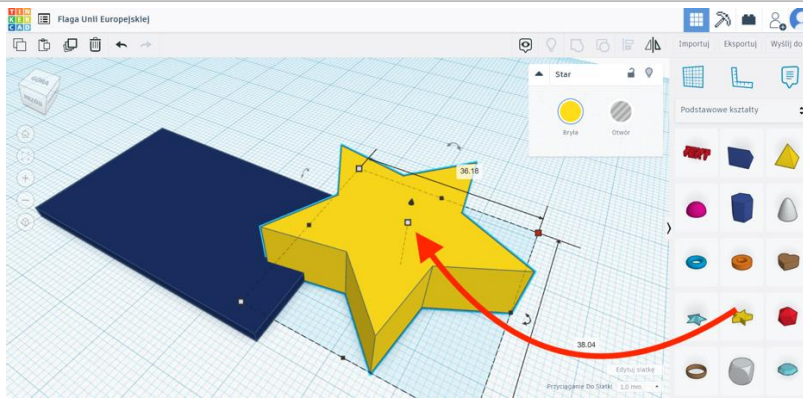 TIN
KER
CAD
Flaga Unii Europejskiej
Importuj Eksportuj Wyślij do
Star
Bryła Otwór
Podstawowe kształty
36.18
38.04
Edytuj siatkę
Przyciąganie Do Siatki 1.0 mm